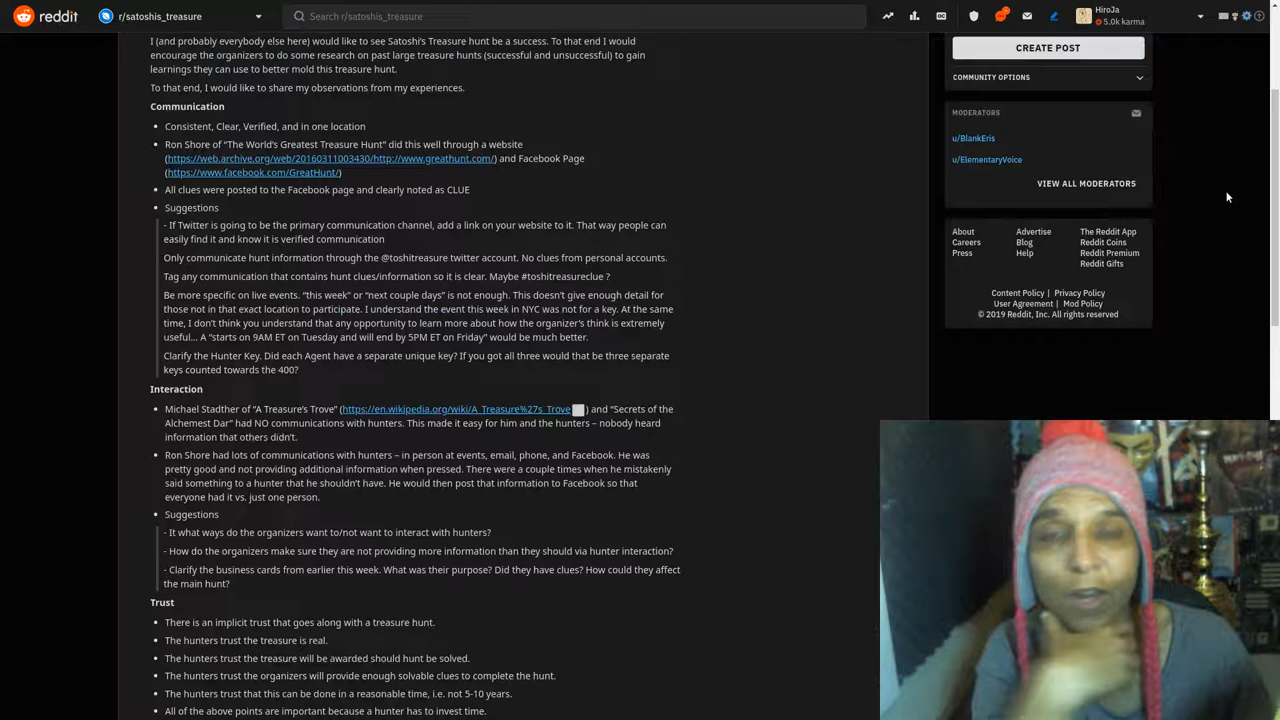 reddit
r/satoshis_treasure
Search r/satoshis_treasure
HiroJa
5.0k karma
I (and probably everybody else here) would like to see Satoshi's Treasure hunt be a success. To that end I would
encourage the organizers to do some research on past large treasure hunts (successful and unsuccessful) to gain
learnings they can use to better mold this treasure hunt.
To that end, I would like to share my observations from my experiences.
Communication
• Consistent, Clear, Verified, and in one location
• Ron Shore of “The World's Greatest Treasure Hunt” did this well through a website
(https://web.archive.org/web/20160311003430/http://www.greathunt.com/) and Facebook Page
(https://www.facebook.com/GreatHunt/)
• All clues were posted to the Facebook page and clearly noted as CLUE
• Suggestions
- If Twitter is going to be the primary communication channel, add a link on your website to it. That way people can
easily find it and know it is verified communication
Only communicate hunt information through the @toshitreasure twitter account. No clues from personal accounts.
Tag any communication that contains hunt clues/information so it is clear. Maybe #toshitreasureclue ?
Be more specific on live events. “this week” or “next couple days” is not enough. This doesn't give enough detail for
those not in that exact location to participate. I understand the event this week in NYC was not for a key. At the same
time, I don't think you understand that any opportunity to learn more about how the organizer's think is extremely
useful… A “starts on 9AM ET on Tuesday and will end by 5PM ET on Friday” would be much better.
Clarify the Hunter Key. Did each Agent have a separate unique key? If you got all three would that be three separate
keys counted towards the 400?
Interaction
• Michael Stadther of “A Treasure's Trove” (https://en.wikipedia.org/wiki/A_Treasure%27s_Trove ) and “Secrets of the
Alchemest Dar” had NO communications with hunters. This made it easy for him and the hunters – nobody heard
information that others didn't.
• Ron Shore had lots of communications with hunters – in person at events, email, phone, and Facebook. He was
pretty good and not providing additional information when pressed. There were a couple times when he mistakenly
said something to a hunter that he shouldn't have. He would then post that information to Facebook so that
everyone had it vs. just one person.
• Suggestions
- It what ways do the organizers want to/not want to interact with hunters?
- How do the organizers make sure they are not providing more information than they should via hunter interaction?
- Clarify the business cards from earlier this week. What was their purpose? Did they have clues? How could they affect
the main hunt?
Trust
• There is an implicit trust that goes along with a treasure hunt.
• The hunters trust the treasure is real.
• The hunters trust the treasure will be awarded should hunt be solved.
• The hunters trust the organizers will provide enough solvable clues to complete the hunt.
• The hunters trust that this can be done in a reasonable time, i.e. not 5-10 years.
• All of the above points are important because a hunter has to invest time.
CREATE POST
COMMUNITY OPTIONS
MODERATORS
u/BlankEris
u/ElementaryVoice
VIEW ALL MODERATORS
About Advertise The Reddit App
Careers Blog Reddit Coins
Press Help Reddit Premium
Reddit Gifts
Content Policy | Privacy Policy
User Agreement | Mod Policy
© 2019 Reddit, Inc. All rights reserved